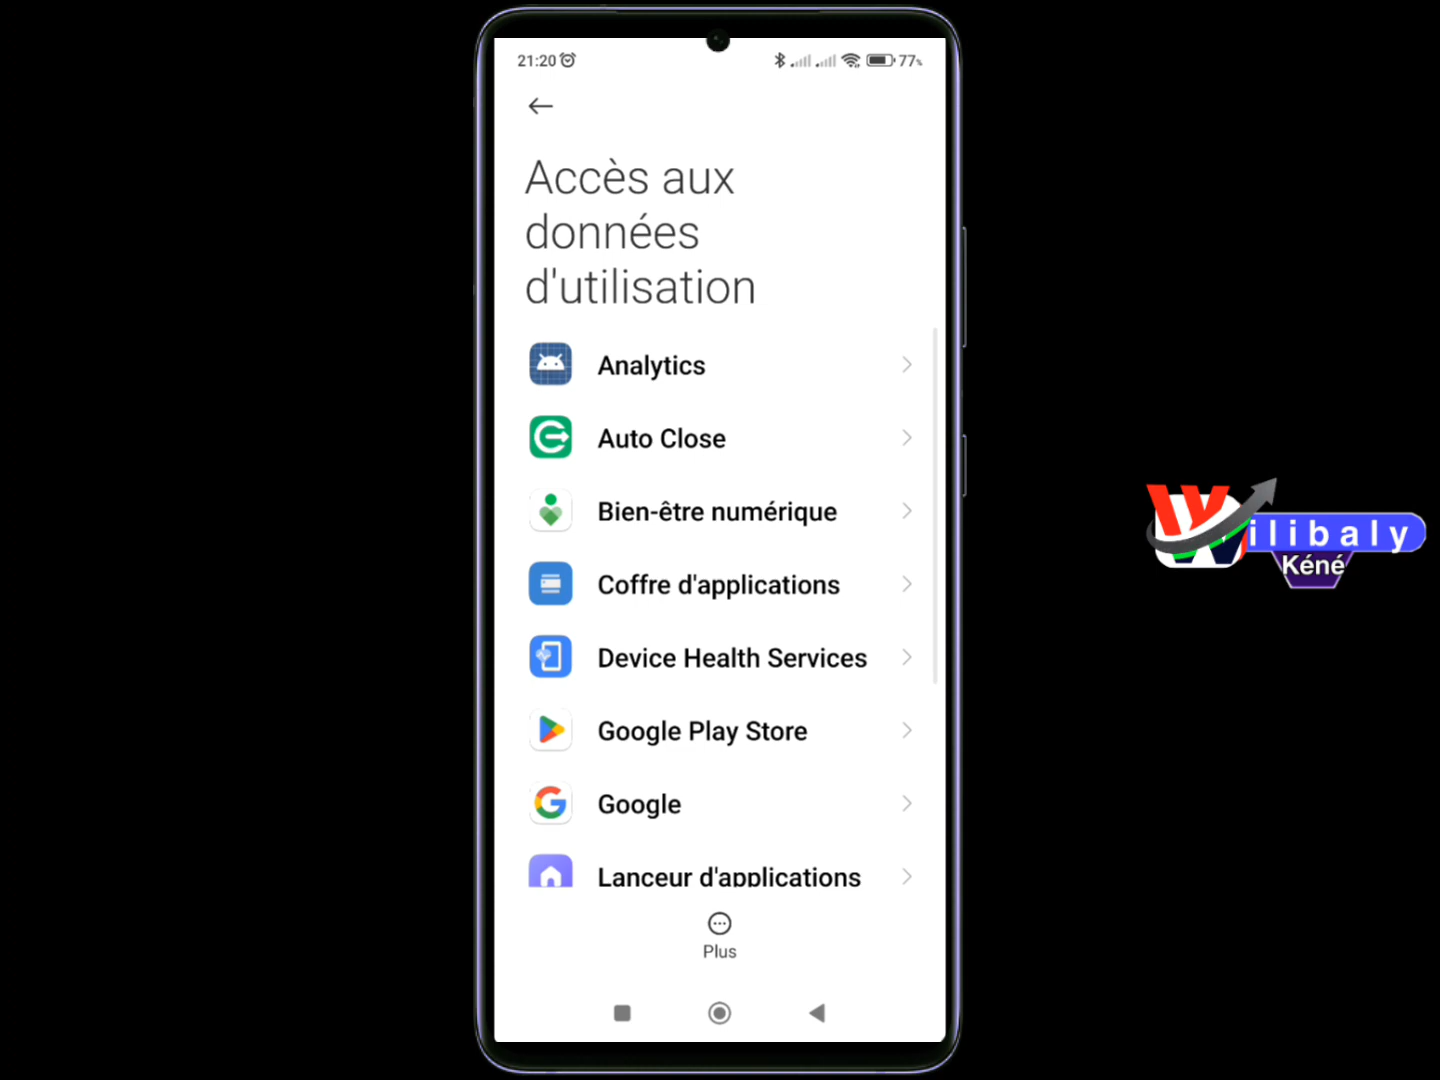 21:20
77%
Accès aux
données
d'utilisation
Analytics
Auto Close
Bien-être numérique
Coffre d'applications
Device Health Services
Google Play Store
Google
Lanceur d'applications
Plus
Wilibaly
Kéné